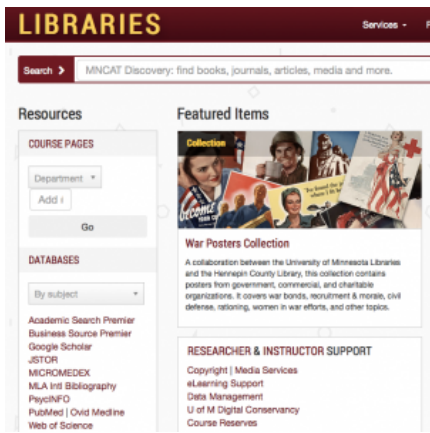 LIBRARIES
Services
Search
MNCAT Discovery: find books, journals, articles, media and more.
Resources
COURSE PAGES
Department
Add
Go
DATABASES
By subject
Academic Search Premier
Business Source Premier
Google Scholar
JSTOR
MICROMEDEX
MLA Intl Bibliography
PsycINFO
PubMed | Ovid Medline
Web of Science
Featured Items
Collection
become
War Posters Collection
A collaboration between the University of Minnesota Libraries
and the Hennepin County Library, this collection contains
posters from government, commercial, and charitable
organizations. It covers war bonds, recruitment & morale, civil
defense, rationing, women in war efforts, and other topics.
RESEARCHER & INSTRUCTOR SUPPORT
Copyright | Media Services
eLearning Support
Data Management
U of M Digital Conservancy
Course Reserves